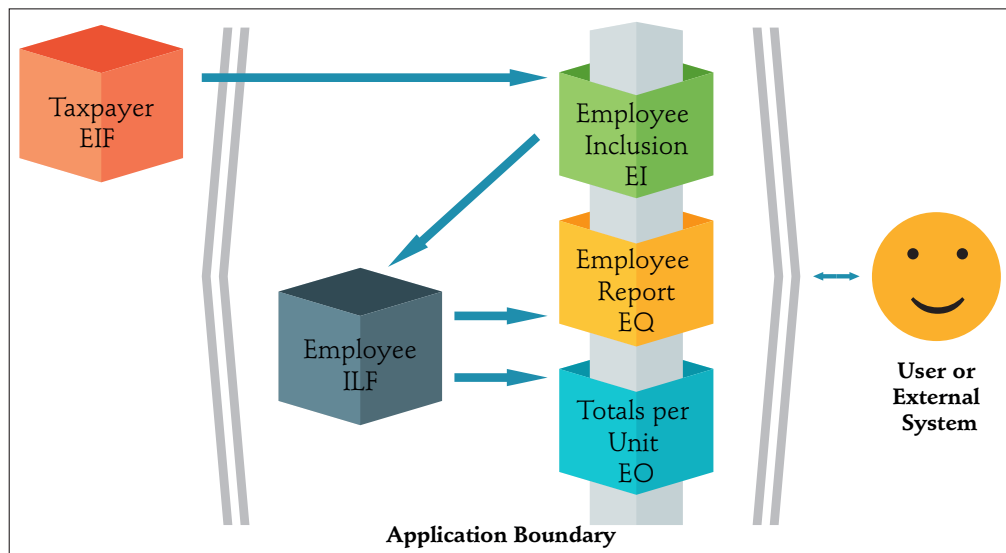 Taxpayer
EIF
Employee
Inclusion
EI
Employee
Report
EQ
Employee
ILF
Totals per
Unit
EO
User or
External
System
Application Boundary